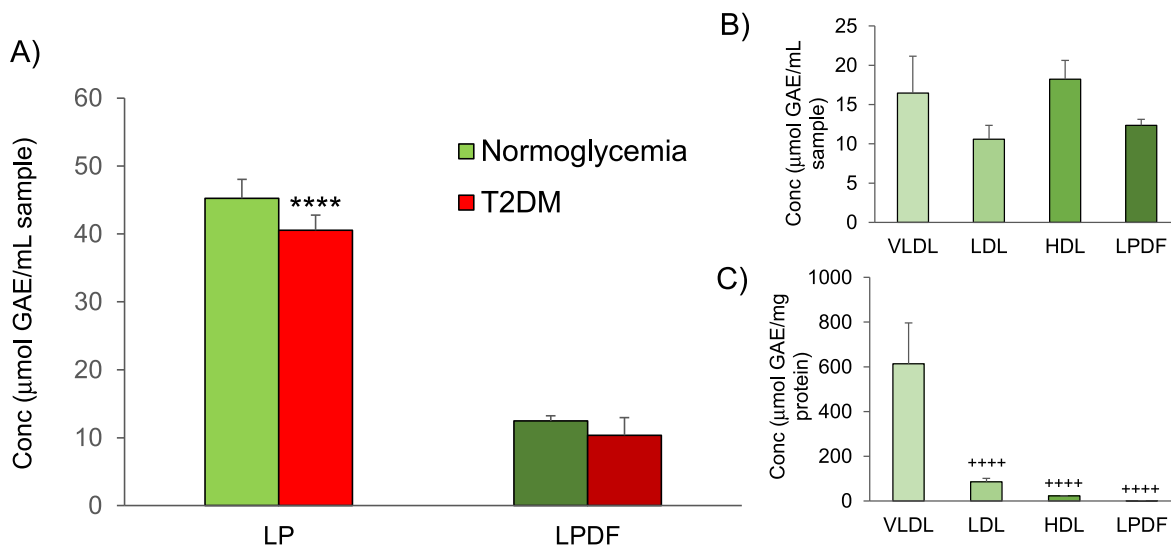 A)
Conc (μmol GAE/mL sample)
60
50
40
30
20
10
0
****
Normoglycemia
T2DM
LP
LPDF
B)
Conc (μmol GAE/mL
sample)
25
20
15
10
5
0
VLDL
LDL
HDL
LPDF
C)
Conc (μmol GAE/mg
protein)
1000
800
600
400
200
0
++++
++++
++++
VLDL
LDL
HDL
LPDF